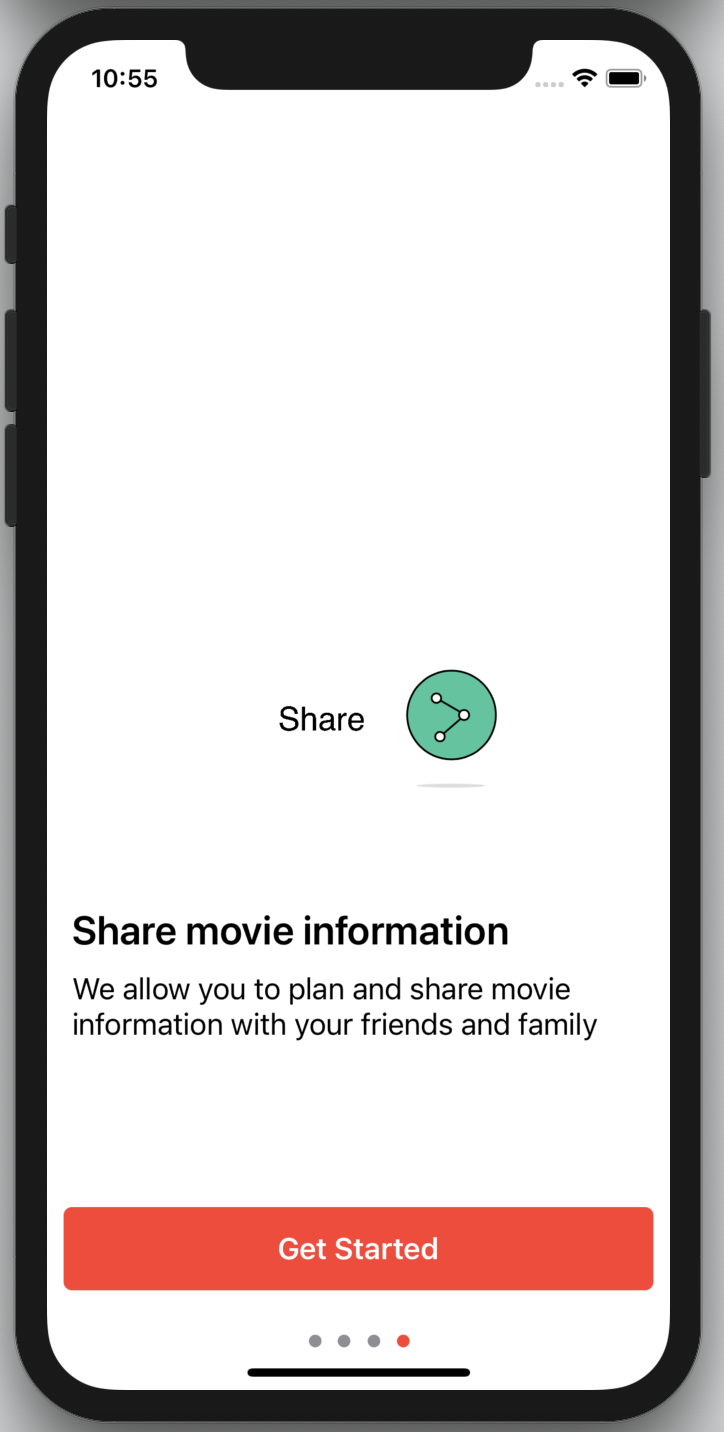 10:55
Share
Share movie information
We allow you to plan and share movie
information with your friends and family
Get Started